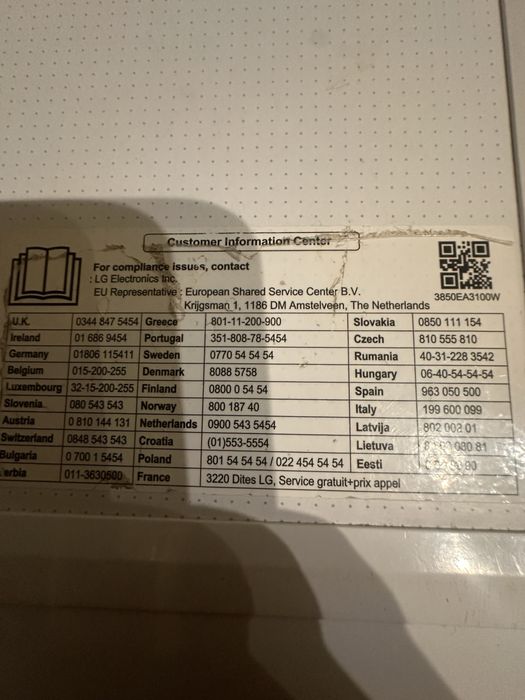 Customer Information Center
For compliance issues, contact
: LG Electronics Inc.
EU Representative : European Shared Service Center B.V.
Krijgsman 1, 1186 DM Amstelveen, The Netherlands
3850EA3100W
U.K. 0344 847 5454 Greece 801-11-200-900 Slovakia 0850 111 154
Ireland 01 686 9454 Portugal 351-808-78-5454 Czech 810 555 810
Germany 01806 115411 Sweden 0770 54 54 54 Rumania 40-31-228 3542
Belgium 015-200-255 Denmark 8088 5758 Hungary 06-40-54-54-54
Luxembourg 32-15-200-255 Finland 0800 0 54 54 Spain 963 050 500
Slovenia 080 543 543 Norway 800 187 40 Italy 199 600 099
Austria 0 810 144 131 Netherlands 0900 543 5454 Latvija 802 003 01
Switzerland 0848 543 543 Croatia (01)553-5554 Lietuva
Bulgaria 0 700 1 5454 Poland 801 54 54 54 / 022 454 54 54 Eesti
erbia 011-3630500 France 3220 Dites LG, Service gratuit+prix appel